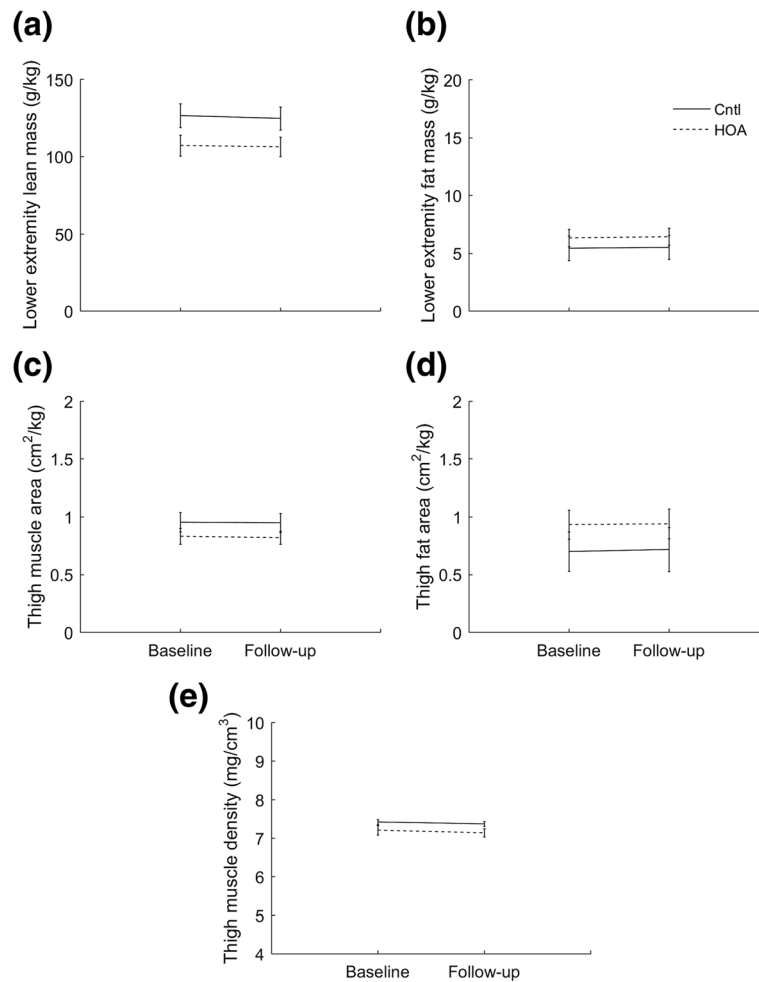 (a)
Lower extremity lean mass (g/kg)
150
100
50
0
(b)
Lower extremity fat mass (g/kg)
20
15
10
5
0
Cntl
HOA
(c)
Thigh muscle area (cm²/kg)
2
1.5
1
0.5
0
Baseline Follow-up
(d)
Thigh fat area (cm²/kg)
2
1.5
1
0.5
0
Baseline Follow-up
(e)
Thigh muscle density (mg/cm³)
10
9
8
7
6
5
4
Baseline Follow-up